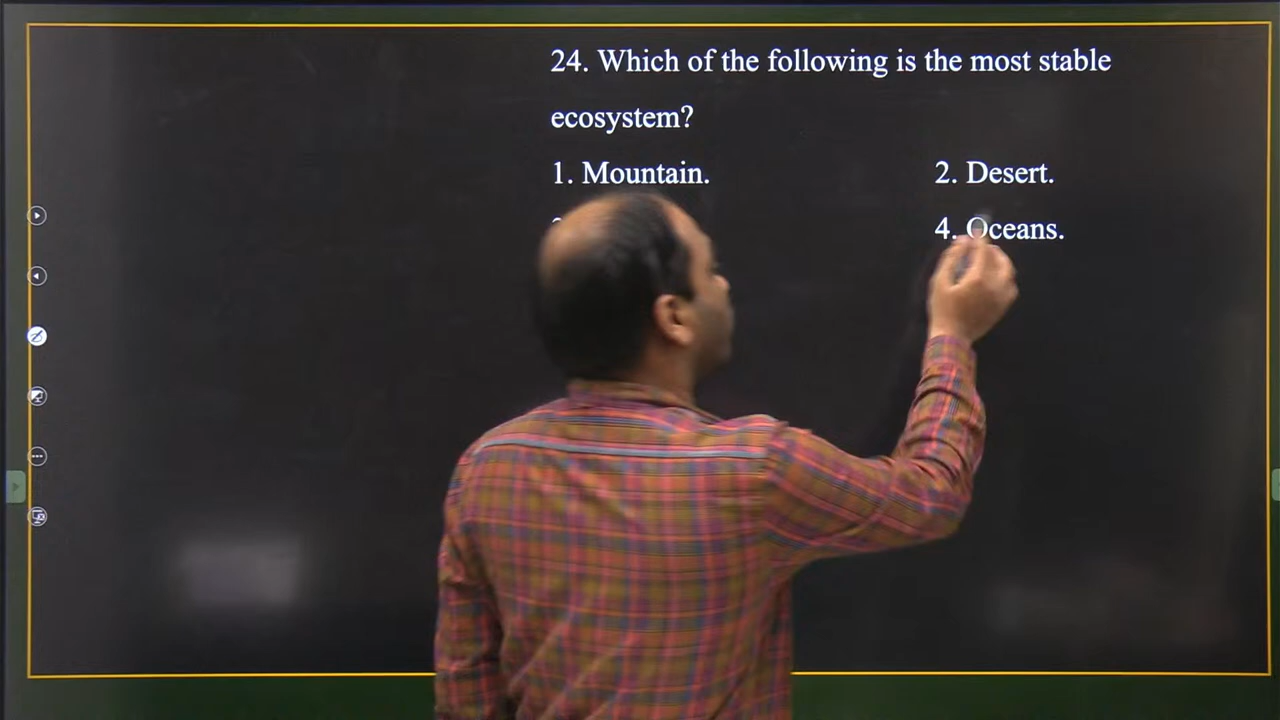 24. Which of the following is the most stable
ecosystem?
1. Mountain. 2. Desert.
4. Oceans.